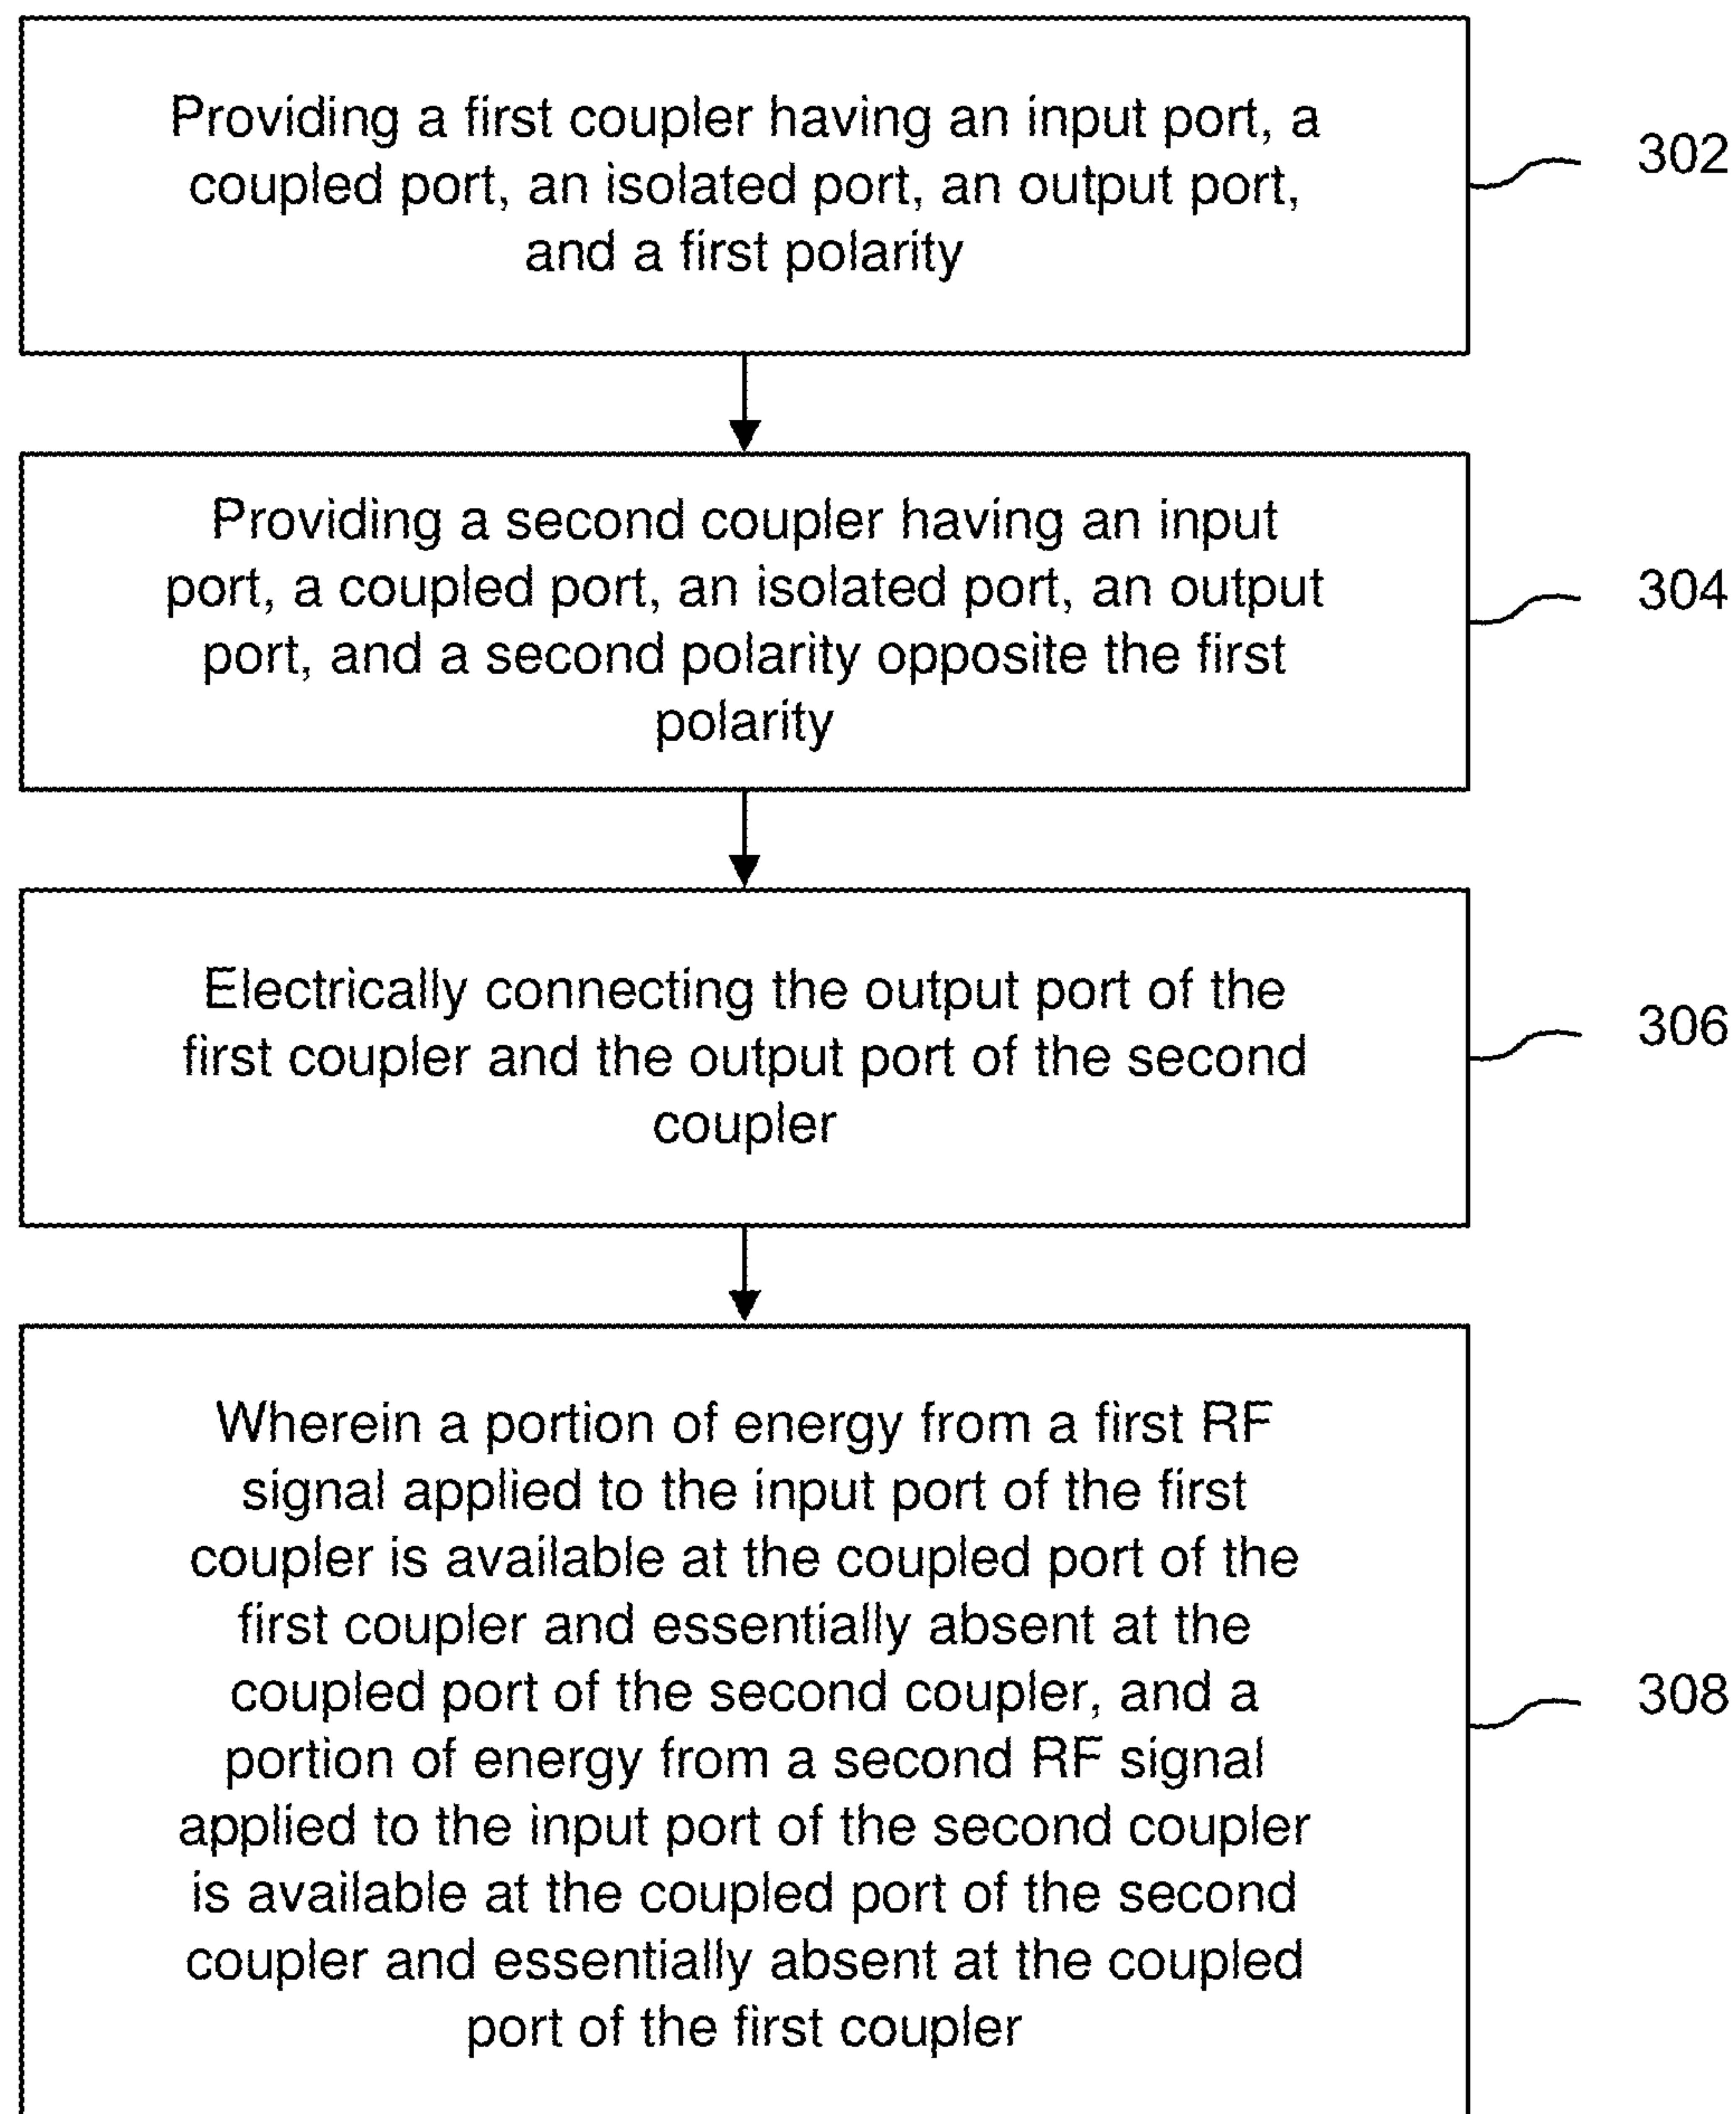 Providing a first coupler having an input port, a
coupled port, an isolated port, an output port,
and a first polarity
302
Providing a second coupler having an input
port, a coupled port, an isolated port, an output
port, and a second polarity opposite the first
polarity
304
Electrically connecting the output port of the
first coupler and the output port of the second
coupler
306
Wherein a portion of energy from a first RF
signal applied to the input port of the first
coupler is available at the coupled port of the
first coupler and essentially absent at the
coupled port of the second coupler, and a
portion of energy from a second RF signal
applied to the input port of the second coupler
is available at the coupled port of the second
coupler and essentially absent at the coupled
port of the first coupler
308